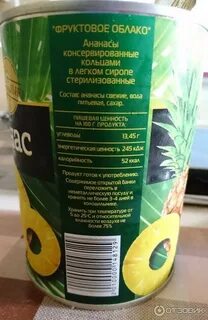 "ФРУКТОВОЕ ОБЛАКО"
Ананасы
консервированные
кольцами
в легком сиропе
стерилизованные
Состав: ананасы свежие, вода
питьевая, сахар.
ПИЩЕВАЯ ЦЕННОСТЬ
НА 100 Г ПРОДУКТА:
УГЛЕВОДЫ 13,45 г
ЭНЕРГЕТИЧЕСКАЯ ЦЕННОСТЬ 245 кДж
КАЛОРИЙНОСТЬ 52 ккал
Продукт готов к употреблению.
Содержимое открытой банки
переложить в
неметаллическую посуду и
хранить не более 3-4 дней в
холодильнике.
Хранить при температуре от
5 до 25°С и относительной
влажности воздуха не
более 75%
ас
ОТЗОВИК